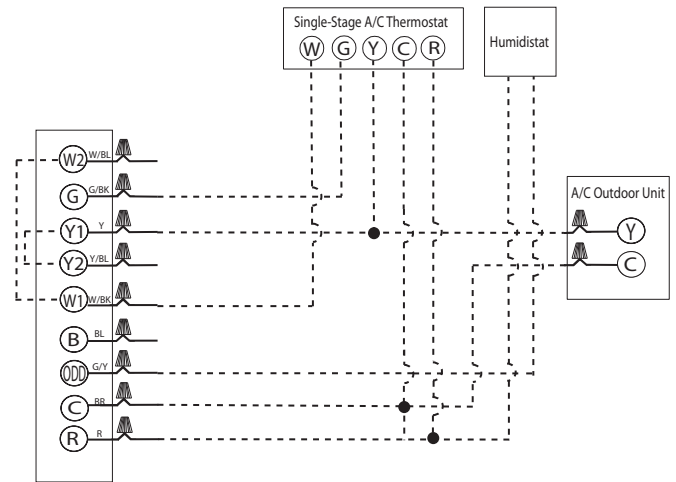 Single-Stage A/C Thermostat
W G Y C R
Humidistat
A/C Outdoor Unit
Y
C
W2 W/BL
G G/BK
Y1 Y
Y2 Y/BL
W1 W/BK
B BL
ODD G/Y
C BR
R R